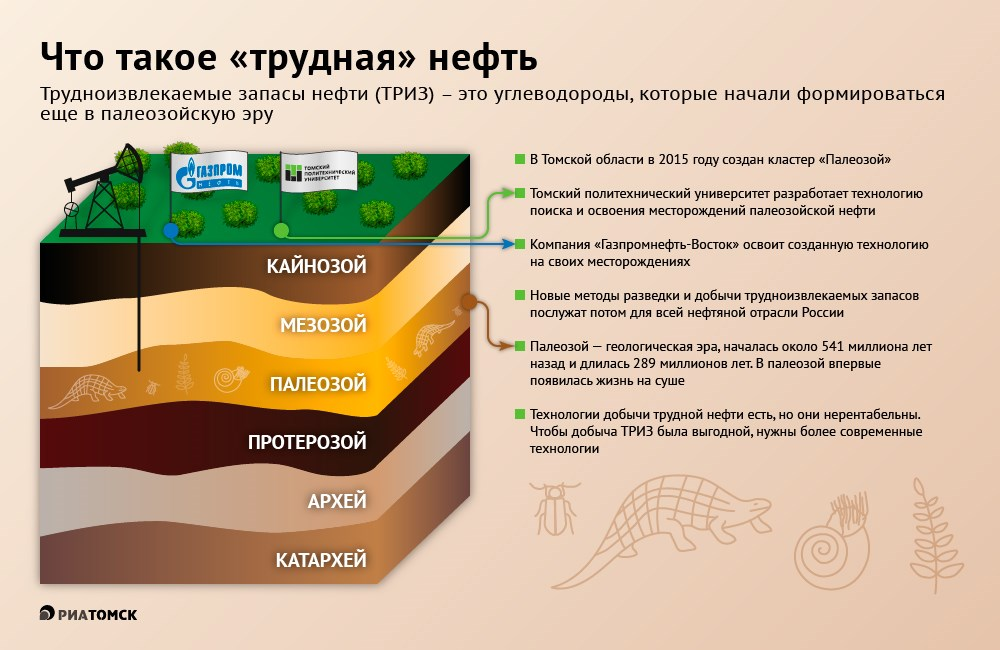 Что такое «трудная» нефть
Трудноизвлекаемые запасы нефти (ТРИЗ) – это углеводороды, которые начали формироваться
еще в палеозойскую эру
ГАЗПРОМ
НЕФТЬ
ТОМСКИЙ
ПОЛИТЕХНИЧЕСКИЙ
УНИВЕРСИТЕТ
КАЙНОЗОЙ
МЕЗОЗОЙ
ПАЛЕОЗОЙ
ПРОТЕРОЗОЙ
АРХЕЙ
КАТАРХЕЙ
В Томской области в 2015 году создан кластер «Палеозой»
Томский политехнический университет разработает технологию
поиска и освоения месторождений палеозойской нефти
Компания «Газпромнефть-Восток» освоит созданную технологию
на своих месторождениях
Новые методы разведки и добычи трудноизвлекаемых запасов
послужат потом для всей нефтяной отрасли России
Палеозой — геологическая эра, началась около 541 миллиона лет
назад и длилась 289 миллионов лет. В палеозой впервые
появилась жизнь на суше
Технологии добычи трудной нефти есть, но они нерентабельны.
Чтобы добыча ТРИЗ была выгодной, нужны более современные
технологии
РИАТОМСК